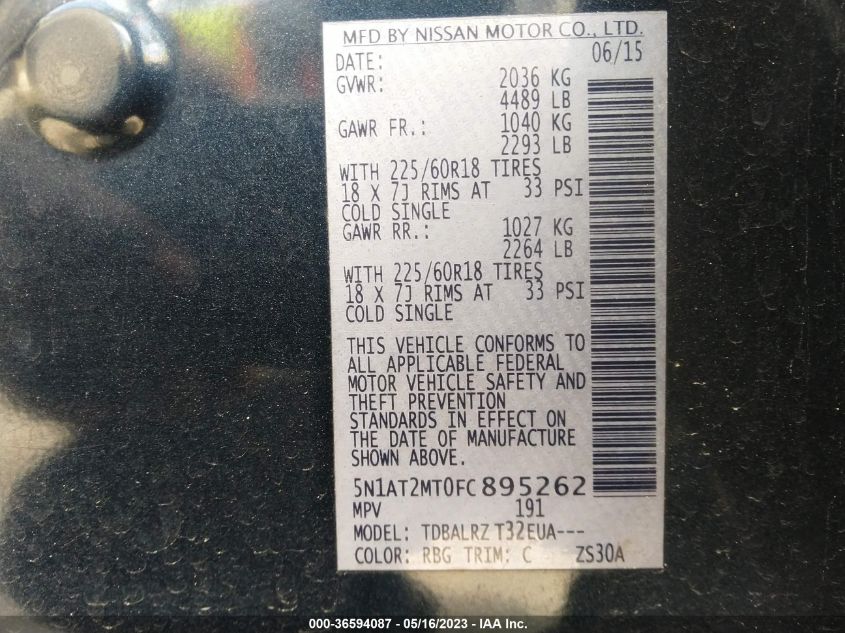 MFD BY NISSAN MOTOR CO., LTD.
DATE: 06/15
GVWR: 2036 KG
4489 LB
GAWR FR.: 1040 KG
2293 LB
WITH 225/60R18 TIRES
18 X 7J RIMS AT 33 PSI
COLD SINGLE
GAWR RR.: 1027 KG
2264 LB
WITH 225/60R18 TIRES
18 X 7J RIMS AT 33 PSI
COLD SINGLE
THIS VEHICLE CONFORMS TO
ALL APPLICABLE FEDERAL
MOTOR VEHICLE SAFETY AND
THEFT PREVENTION
STANDARDS IN EFFECT ON
THE DATE OF MANUFACTURE
SHOWN ABOVE.
5N1AT2MT0FC895262
MPV 191
MODEL: TDBALRZ T32EUA---
COLOR: RBG TRIM: C ZS30A
000-36594087 - 05/16/2023 - IAA Inc.